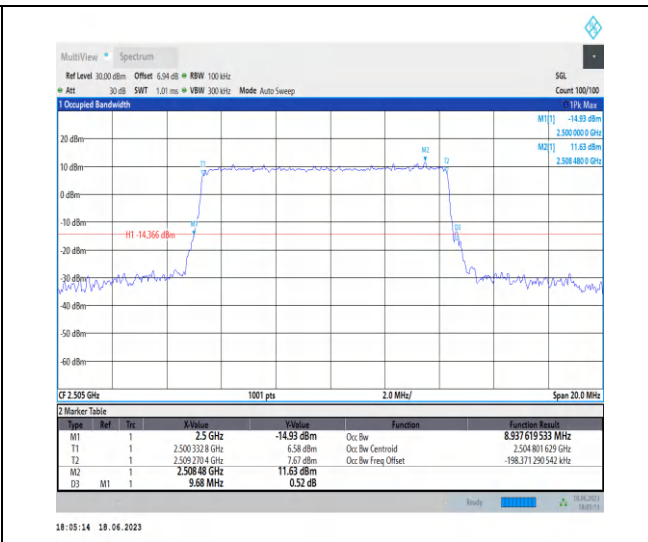 MultiView Spectrum
Ref Level 30.00 dBm Offset 6.94 dB RBW 100 kHz SGL
Att 30 dB SWT 1.01 ms VBW 300 kHz Mode Auto Sweep Count 100/100
1 Occupied Bandwidth 1Pk Max
M1[1] -14.93 dBm
2.500 000 0 GHz
20 dBm
M2[1] 11.63 dBm
2.508 480 0 GHz
M2
T1 T2
10 dBm
0 dBm
-10 dBm
M1 D3
H1 -14.366 dBm
-20 dBm
-30 dBm
-40 dBm
-50 dBm
-60 dBm
CF 2.505 GHz 1001 pts 2.0 MHz/ Span 20.0 MHz
2 Marker Table
Type Ref Trc X-Value Y-Value Function Function Result
M1 1 2.5 GHz -14.93 dBm Occ Bw 8.937 619 533 MHz
T1 1 2.500 332 8 GHz 6.58 dBm Occ Bw Centroid 2.504 801 629 GHz
T2 1 2.509 270 4 GHz 7.67 dBm Occ Bw Freq Offset -198.371 290 542 kHz
M2 1 2.508 48 GHz 11.63 dBm
D3 M1 1 9.68 MHz 0.52 dB
Ready 18.06.2023
18:05:13
18:05:14 18.06.2023